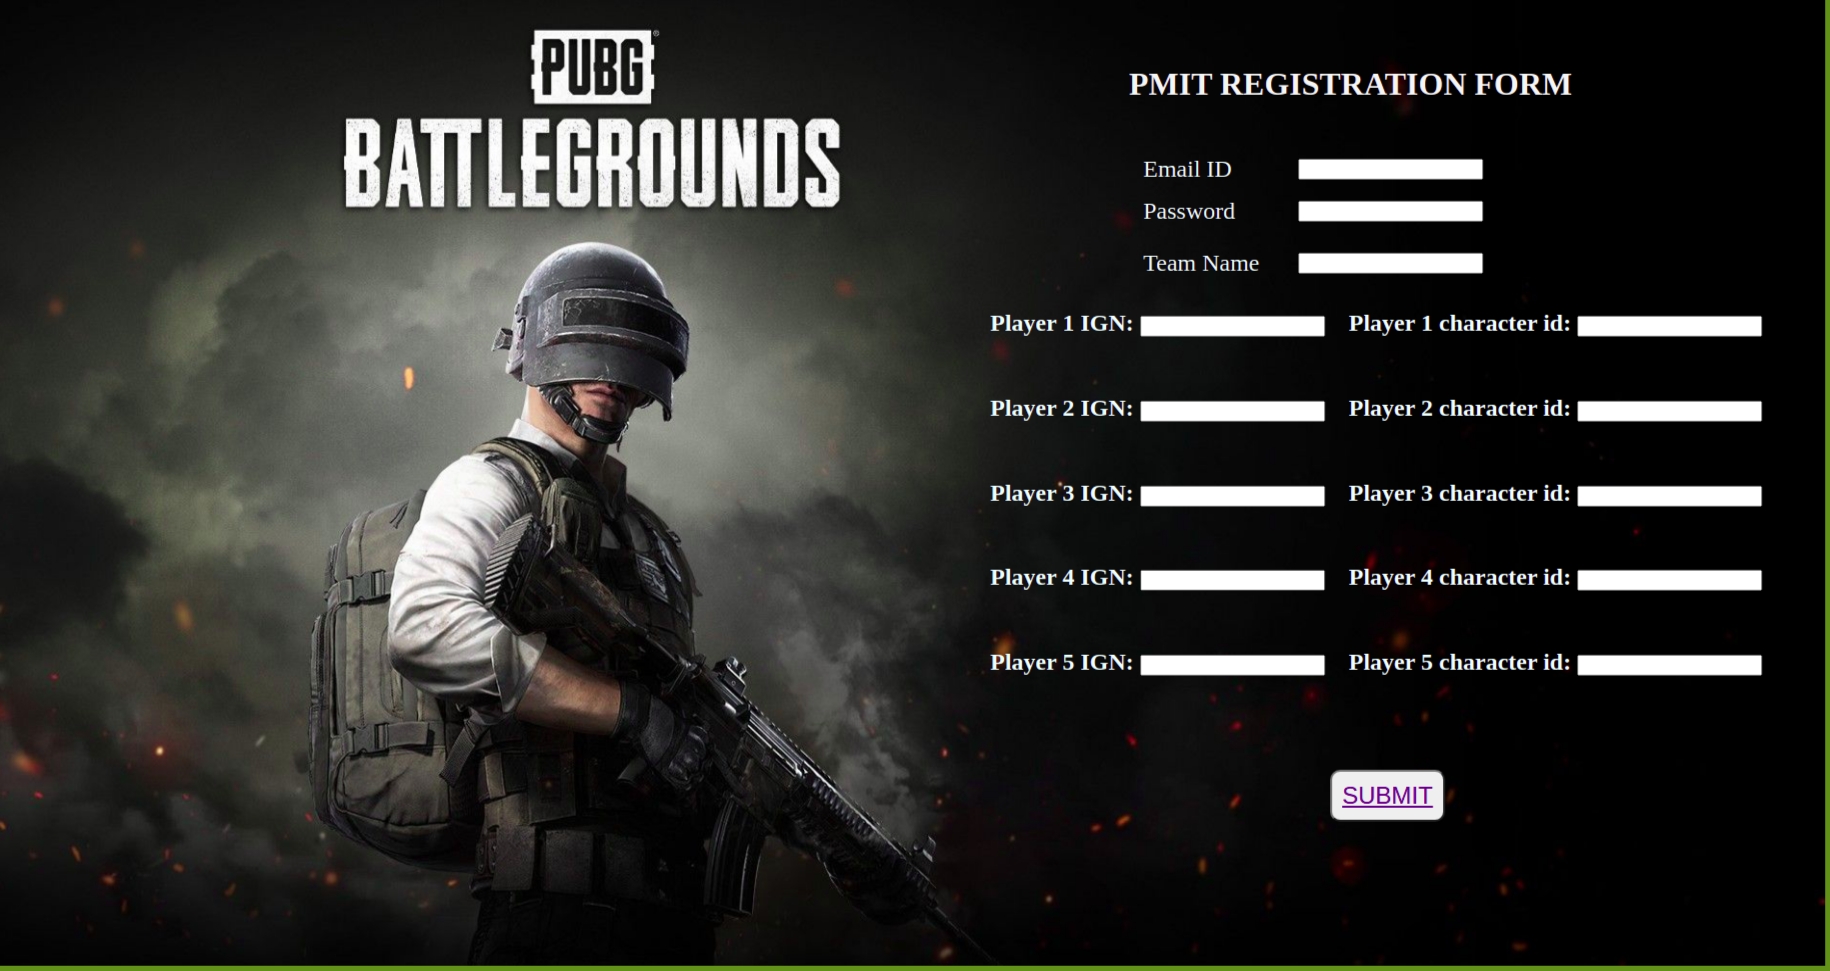 PUBG®
BATTLEGROUNDS
PMIT REGISTRATION FORM
Email ID
Password
Team Name
Player 1 IGN: Player 1 character id:
Player 2 IGN: Player 2 character id:
Player 3 IGN: Player 3 character id:
Player 4 IGN: Player 4 character id:
Player 5 IGN: Player 5 character id:
SUBMIT